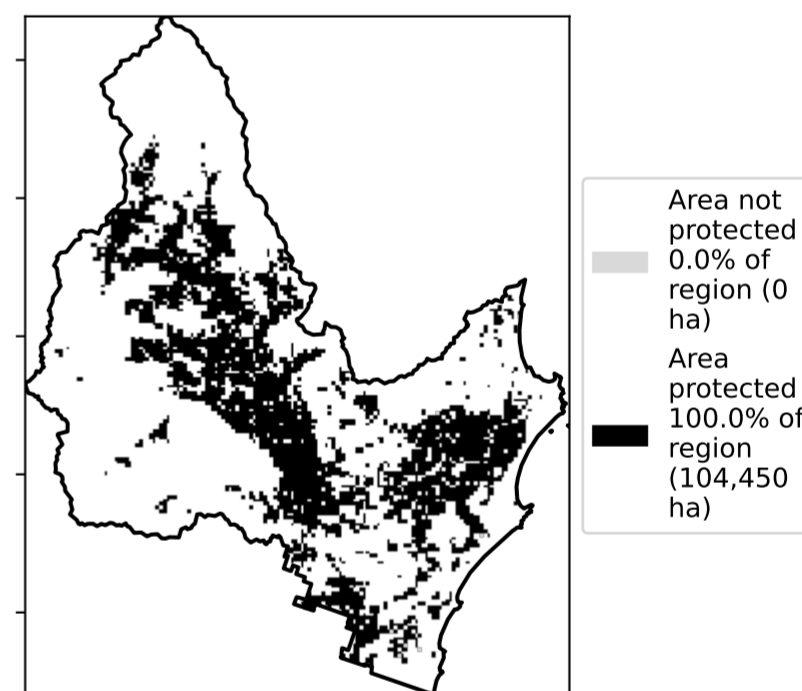 Area not
protected
0.0% of
region (0
ha)
Area
protected
100.0% of
region
(104,450
ha)